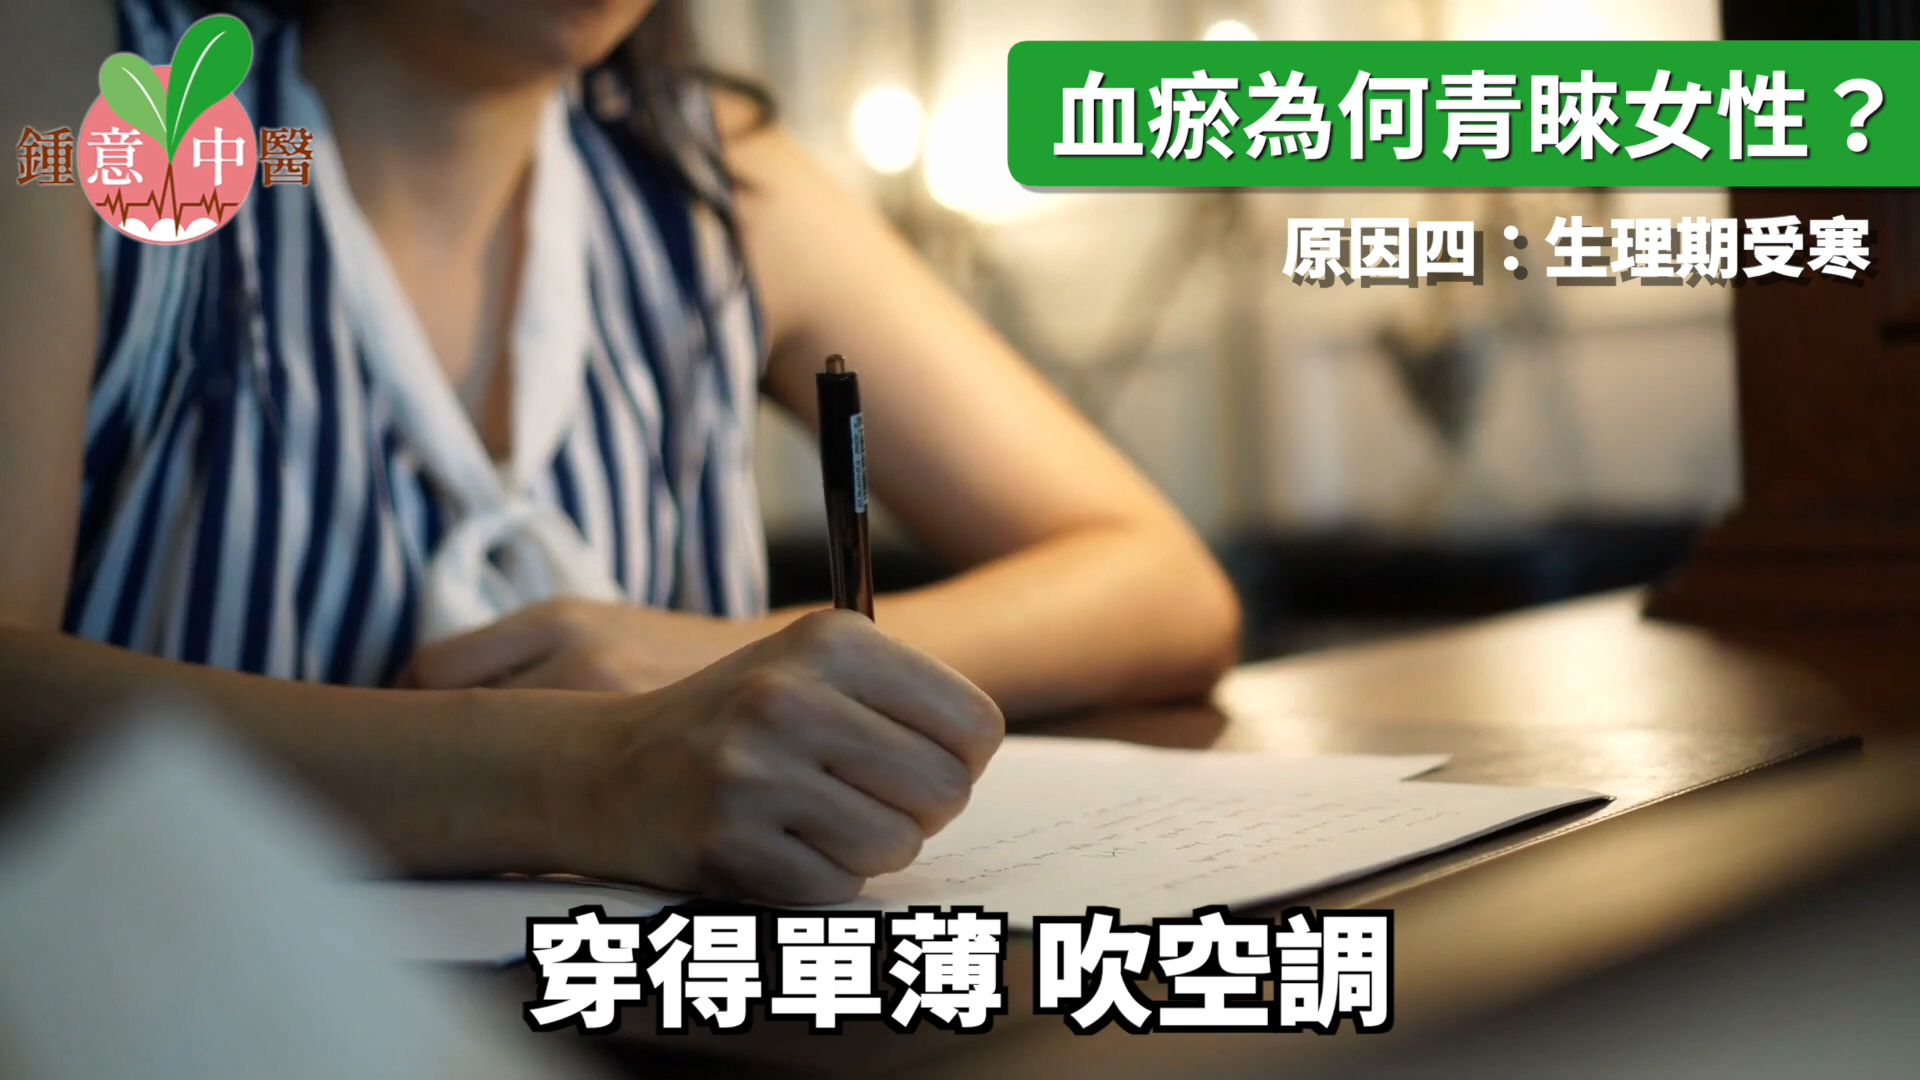 鍾意中醫
血瘀為何青睞女性？
原因四：生理期受寒
穿得單薄 吹空調